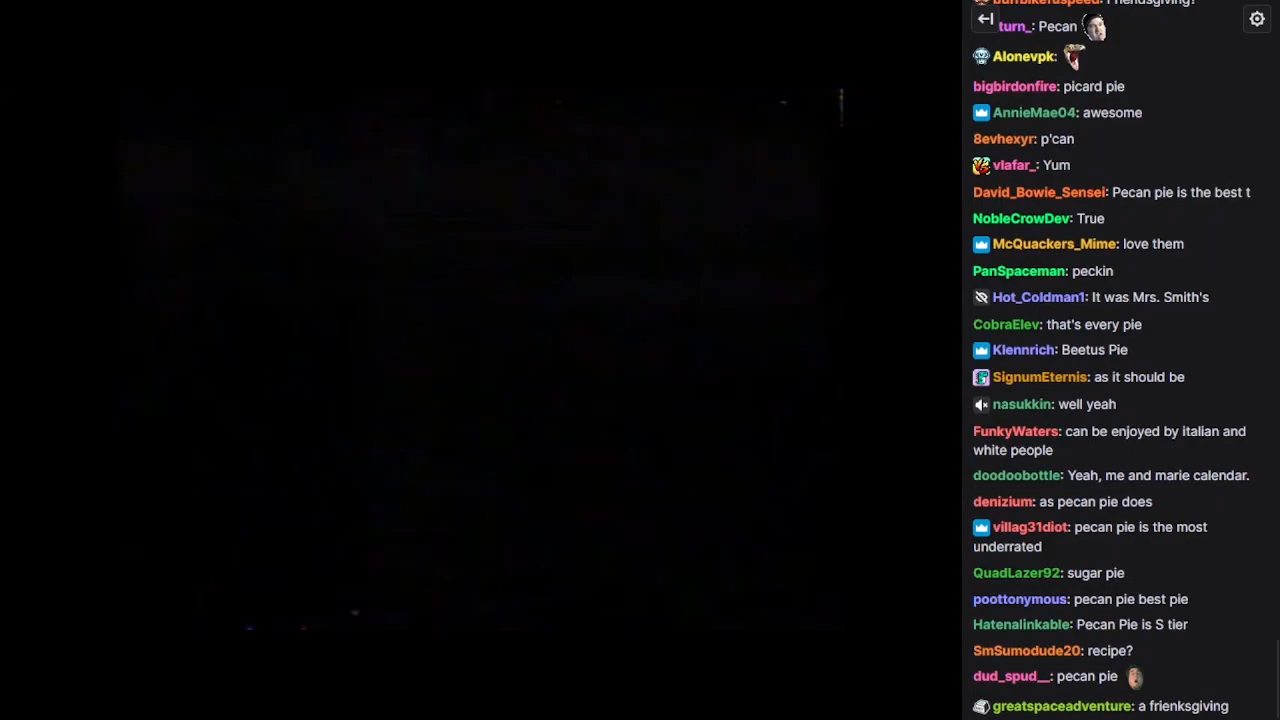 turn_: Pecan
Alonevpk:
bigbirdonfire: picard pie
AnnieMae04: awesome
8evhexyr: p'can
vlafar_: Yum
David_Bowie_Sensei: Pecan pie is the best t
NobleCrowDev: True
McQuackers_Mime: love them
PanSpaceman: peckin
Hot_Coldman1: It was Mrs. Smith's
CobraElev: that's every pie
Klennrich: Beetus Pie
SignumEternis: as it should be
nasukkin: well yeah
FunkyWaters: can be enjoyed by italian and
white people
doodoobottle: Yeah, me and marie calendar.
denizium: as pecan pie does
villag31diot: pecan pie is the most
underrated
QuadLazer92: sugar pie
poottonymous: pecan pie best pie
Hatenalinkable: Pecan Pie is S tier
SmSumodude20: recipe?
dud_spud__: pecan pie
greatspaceadventure: a frienksgiving